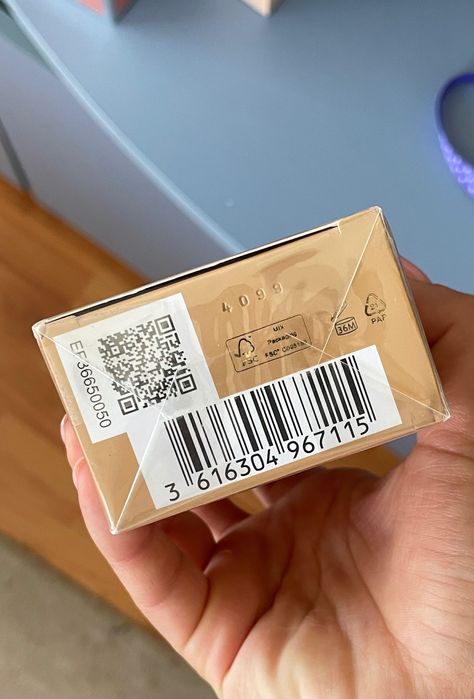 4099
EF36650050
MIX
Packaging
FSC
36M
PAP
3 616304 967115